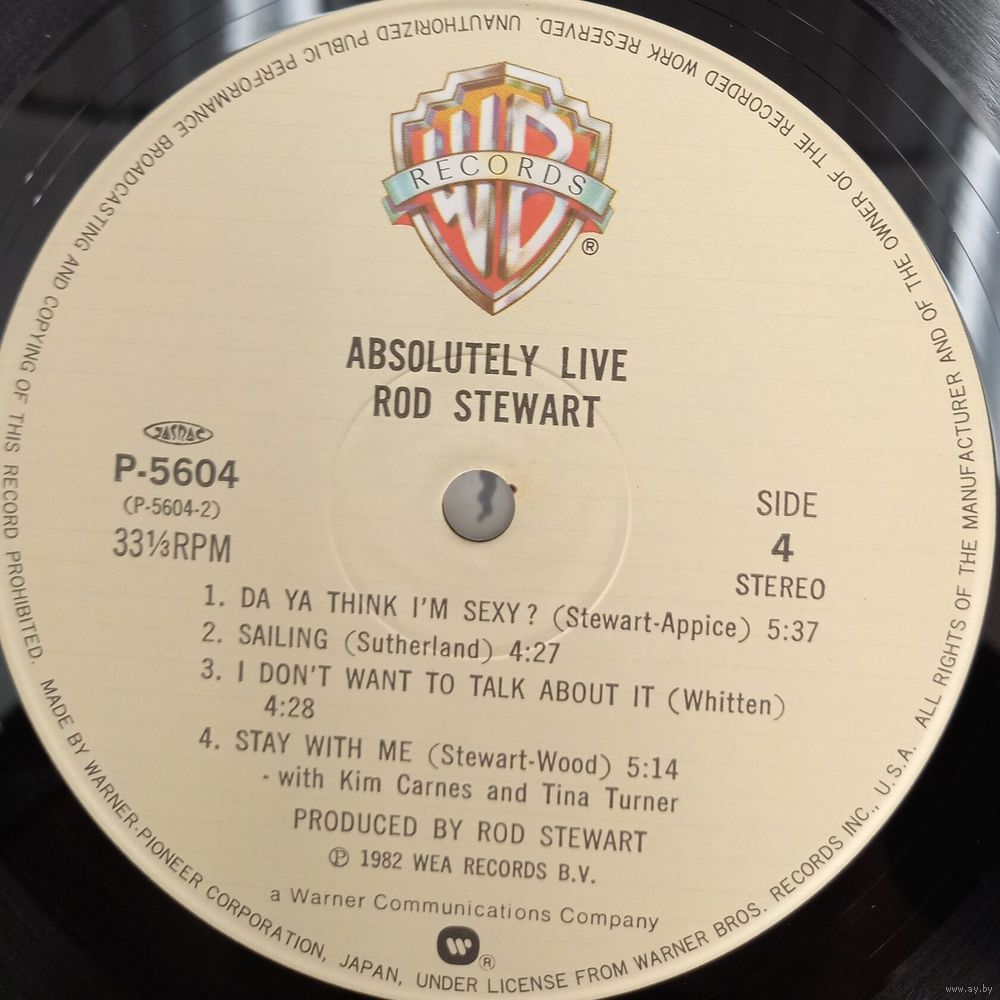 WB
RECORDS
®
ABSOLUTELY LIVE
ROD STEWART
JASRAC
P-5604
(P-5604-2)
33⅓RPM
SIDE
4
STEREO
1. DA YA THINK I'M SEXY? (Stewart-Appice) 5:37
2. SAILING (Sutherland) 4:27
3. I DON'T WANT TO TALK ABOUT IT (Whitten)
4:28
4. STAY WITH ME (Stewart-Wood) 5:14
- with Kim Carnes and Tina Turner
PRODUCED BY ROD STEWART
℗ 1982 WEA RECORDS B.V.
a Warner Communications Company
®
MADE BY WARNER-PIONEER CORPORATION, JAPAN, UNDER LICENSE FROM WARNER BROS. RECORDS INC., U.S.A. ALL RIGHTS OF THE MANUFACTURER AND OF THE OWNER OF THE RECORDED WORK RESERVED. UNAUTHORIZED PUBLIC PERFORMANCE BROADCASTING AND COPYING OF THIS RECORD PROHIBITED.
www.ay.by